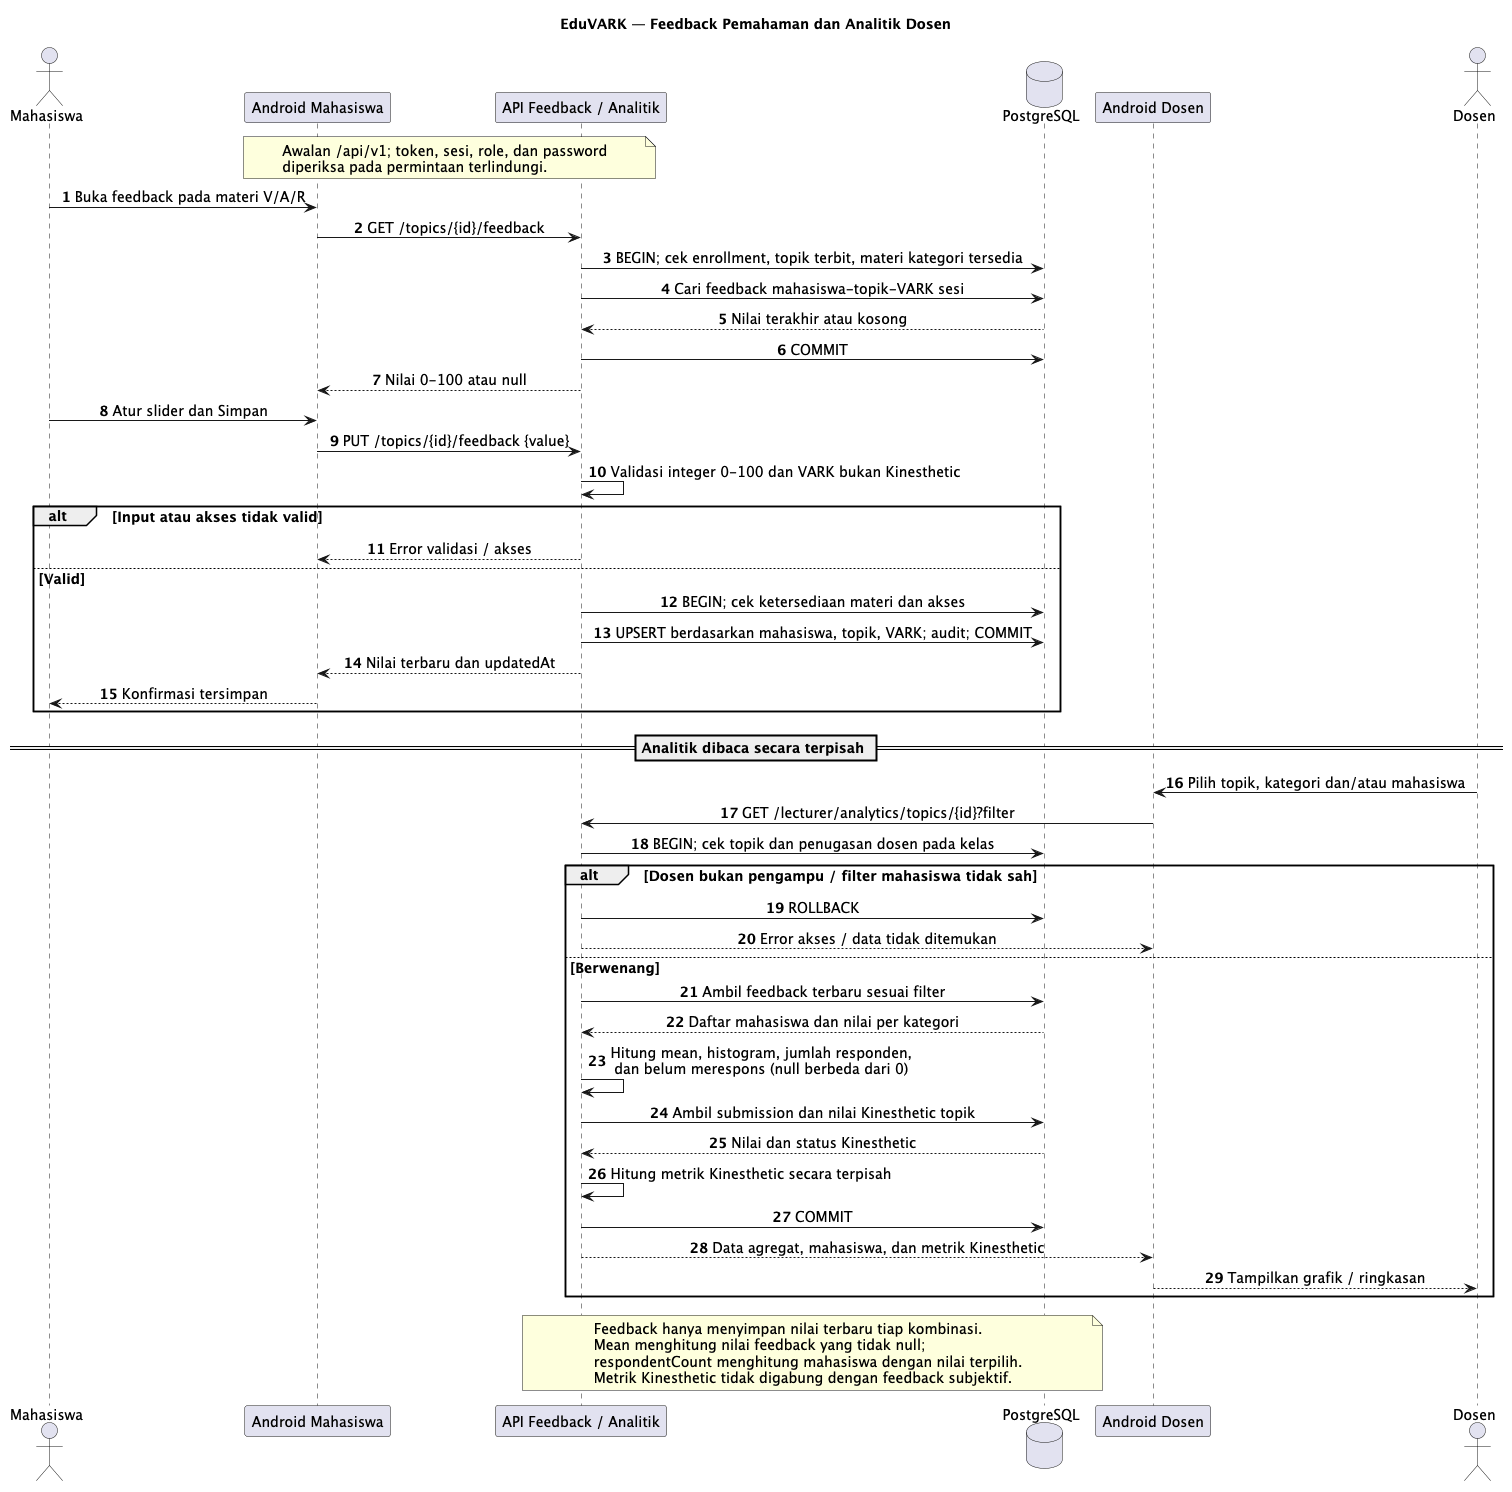 EduVARK — Feedback Pemahaman dan Analitik Dosen
Mahasiswa
Android Mahasiswa
API Feedback / Analitik
PostgreSQL
Android Dosen
Dosen
Awalan /api/v1; token, sesi, role, dan password
diperiksa pada permintaan terlindungi.
1 Buka feedback pada materi V/A/R
2 GET /topics/{id}/feedback
3 BEGIN; cek enrollment, topik terbit, materi kategori tersedia
4 Cari feedback mahasiswa-topik-VARK sesi
5 Nilai terakhir atau kosong
6 COMMIT
7 Nilai 0-100 atau null
8 Atur slider dan Simpan
9 PUT /topics/{id}/feedback {value}
10 Validasi integer 0-100 dan VARK bukan Kinesthetic
alt [Input atau akses tidak valid]
11 Error validasi / akses
[Valid]
12 BEGIN; cek ketersediaan materi dan akses
13 UPSERT berdasarkan mahasiswa, topik, VARK; audit; COMMIT
14 Nilai terbaru dan updatedAt
15 Konfirmasi tersimpan
Analitik dibaca secara terpisah
16 Pilih topik, kategori dan/atau mahasiswa
17 GET /lecturer/analytics/topics/{id}?filter
18 BEGIN; cek topik dan penugasan dosen pada kelas
alt [Dosen bukan pengampu / filter mahasiswa tidak sah]
19 ROLLBACK
20 Error akses / data tidak ditemukan
[Berwenang]
21 Ambil feedback terbaru sesuai filter
22 Daftar mahasiswa dan nilai per kategori
23 Hitung mean, histogram, jumlah responden,
dan belum merespons (null berbeda dari 0)
24 Ambil submission dan nilai Kinesthetic topik
25 Nilai dan status Kinesthetic
26 Hitung metrik Kinesthetic secara terpisah
27 COMMIT
28 Data agregat, mahasiswa, dan metrik Kinesthetic
29 Tampilkan grafik / ringkasan
Feedback hanya menyimpan nilai terbaru tiap kombinasi.
Mean menghitung nilai feedback yang tidak null;
respondentCount menghitung mahasiswa dengan nilai terpilih.
Metrik Kinesthetic tidak digabung dengan feedback subjektif.
Mahasiswa
Android Mahasiswa
API Feedback / Analitik
PostgreSQL
Android Dosen
Dosen